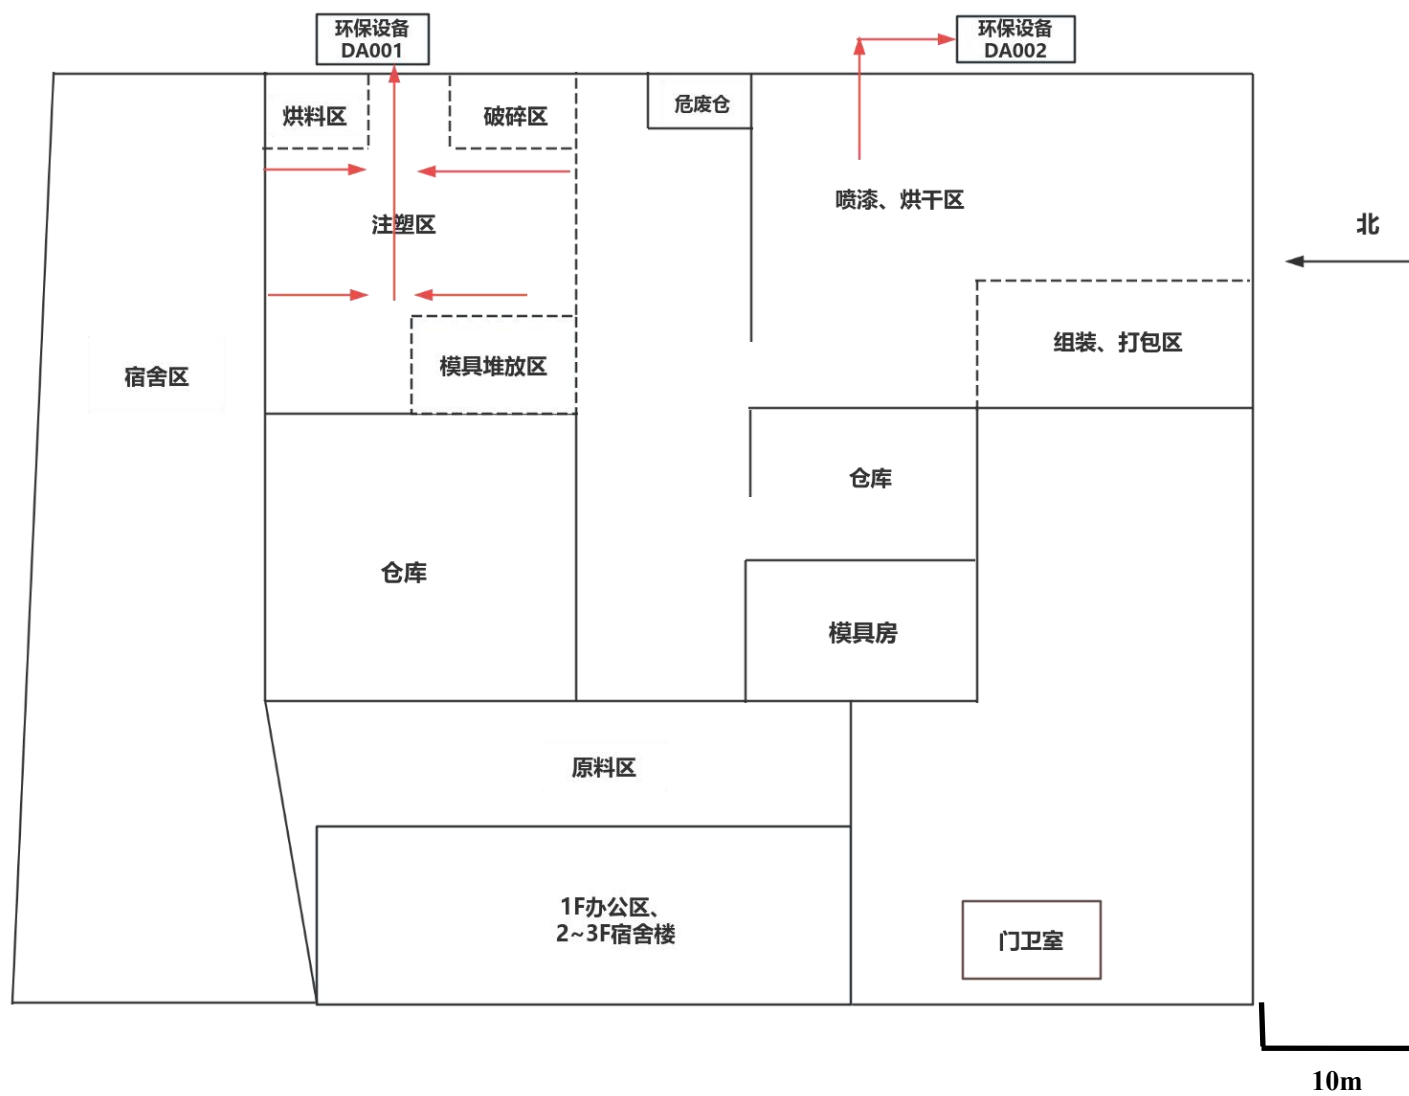 环保设备
DA001
环保设备
DA002
烘料区
破碎区
危废仓
喷漆、烘干区
注塑区
北
组装、打包区
模具堆放区
宿舍区
仓库
仓库
模具房
原料区
1F办公区、
2~3F宿舍楼
门卫室
10m